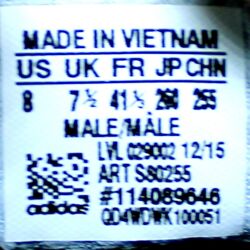 MADE IN VIETNAM
US UK FR JP CHN
8 7½ 41⅓ 260 255
MALE/MÂLE
LVL 029002 12/15
ART S80255
#114089646
adidas QD4WDWK100051